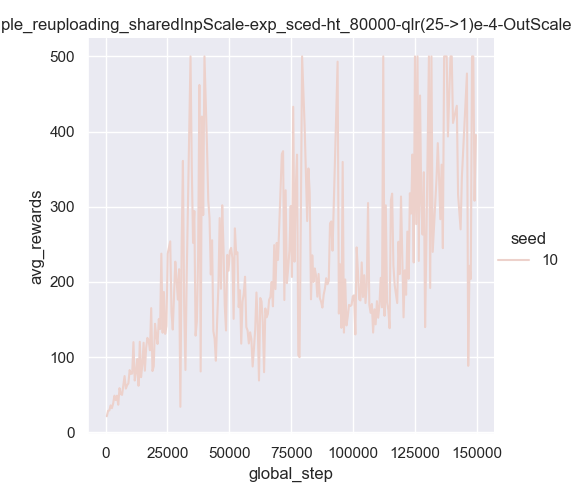 ple_reuploading_sharedInpScale-exp_sced-ht_80000-qlr(25->1)e-4-OutScale
500
400
300
200
100
0
avg_rewards
0 25000 50000 75000 100000 125000 150000
global_step
seed
10